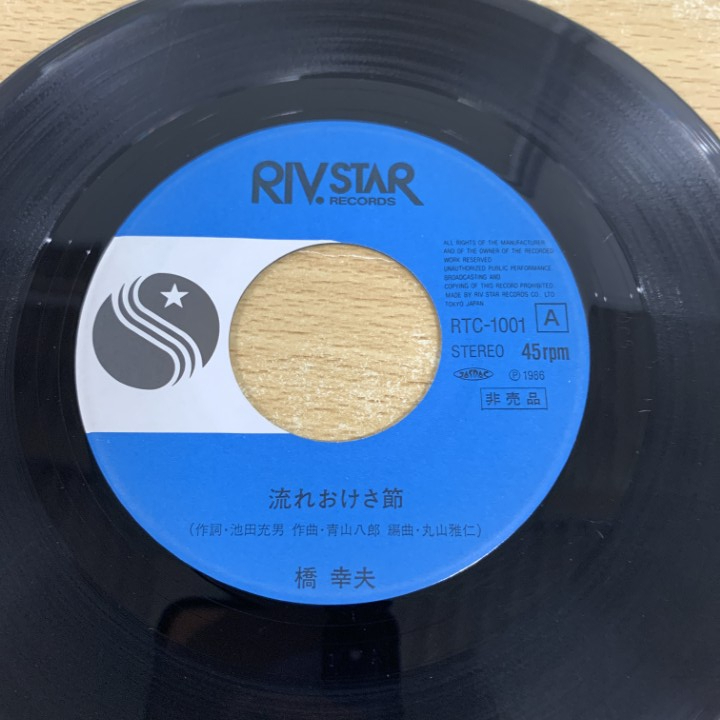 RIV.STAR
RECORDS
ALL RIGHTS OF THE MANUFACTURER
AND OF THE OWNER OF THE RECORDED
WORK RESERVED
UNAUTHORIZED PUBLIC PERFORMANCE
BROADCASTING AND
COPYING OF THIS RECORD PROHIBITED.
MADE BY RIV STAR RECORDS CO., LTD.
TOKYO JAPAN
RTC-1001 A
STEREO 45rpm
℗ 1986
非売品
流れおけさ節
(作詞・池田充男 作曲・青山八郎 編曲・丸山雅仁)
橋 幸夫